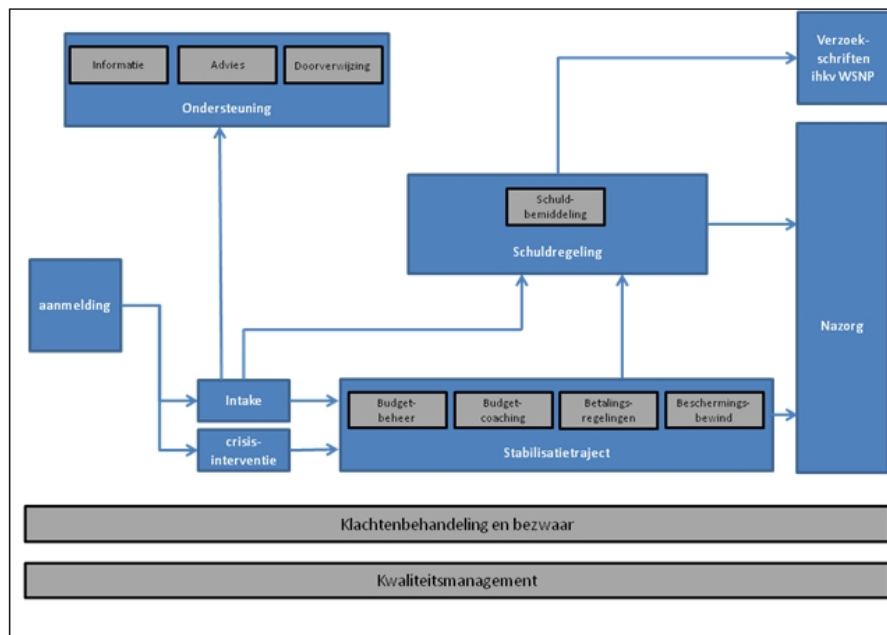 Informatie
Advies
Doorverwijzing
Ondersteuning
Verzoek-
schriften
ihkv WSNP
Schuld-
bemiddeling
Schuldregeling
aanmelding
Nazorg
Intake
crisis-
interventie
Budget-
beheer
Budget-
coaching
Betalings-
regelingen
Beschermings-
bewind
Stabilisatietraject
Klachtenbehandeling en bezwaar
Kwaliteitsmanagement